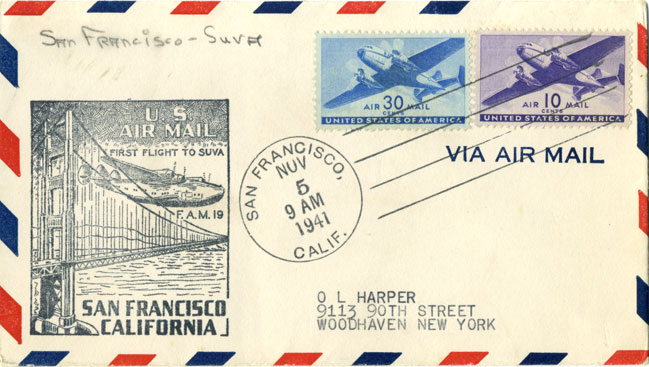 San Francisco - Suva
AIR 30 MAIL
CENTS
UNITED STATES OF AMERICA
AIR 10 MAIL
CENTS
UNITED STATES OF AMERICA
U.S
AIR MAIL
FIRST FLIGHT TO SUVA
F.A.M. 19
SAN FRANCISCO
CALIFORNIA
SAN FRANCISCO,
NOV
5
9 AM
1941
CALIF.
VIA AIR MAIL
O L HARPER
9113 90TH STREET
WOODHAVEN NEW YORK